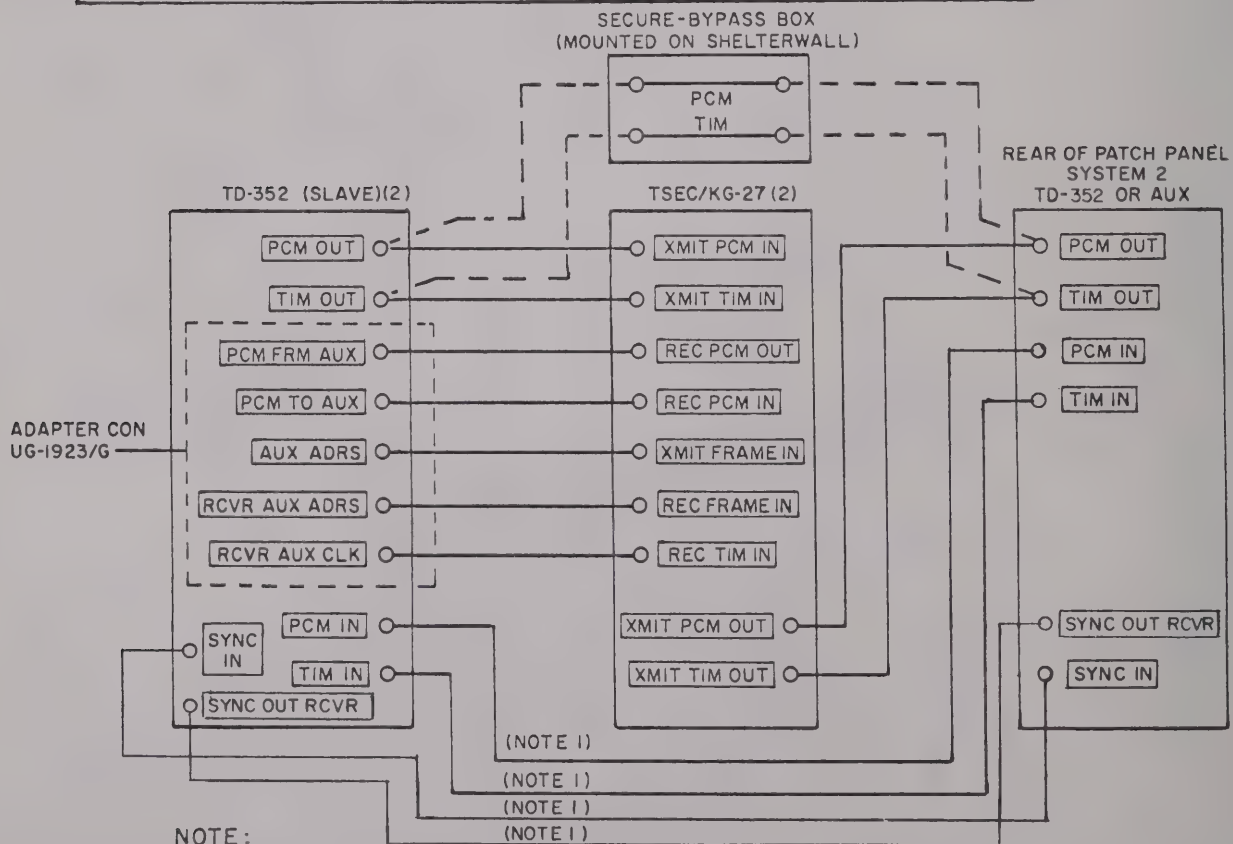 SECURE-BYPASS BOX
(MOUNTED ON SHELTERWALL)
PCM
TIM
REAR OF PATCH PANEL
SYSTEM 2
TD-352 OR AUX
TD-352 (SLAVE)(2)
TSEC/KG-27 (2)
PCM OUT
XMIT PCM IN
PCM OUT
TIM OUT
XMIT TIM IN
TIM OUT
PCM FRM AUX
REC PCM OUT
PCM IN
PCM TO AUX
REC PCM IN
TIM IN
ADAPTER CON
UG-1923/G
AUX ADRS
XMIT FRAME IN
RCVR AUX ADRS
REC FRAME IN
RCVR AUX CLK
REC TIM IN
PCM IN
XMIT PCM OUT
SYNC OUT RCVR
SYNC
IN
TIM IN
XMIT TIM OUT
SYNC IN
SYNC OUT RCVR
(NOTE 1)
(NOTE 1)
(NOTE 1)
(NOTE 1)
NOTE: